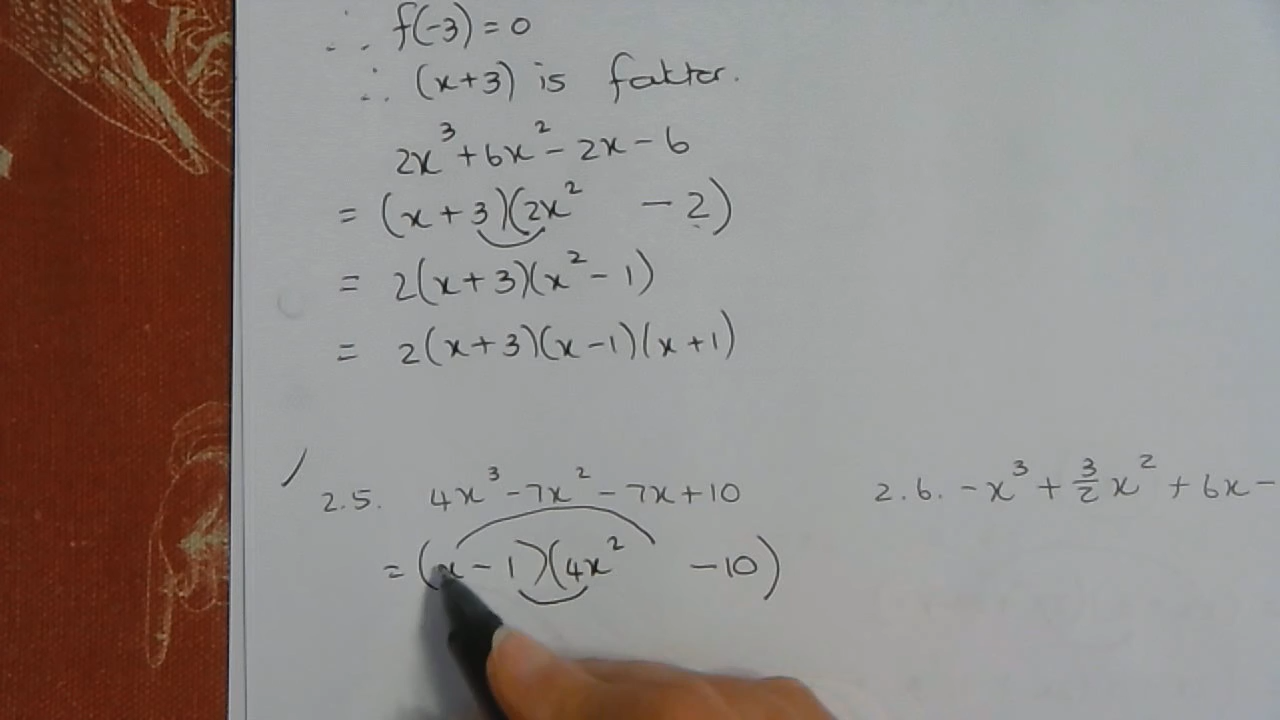 ∴ f(-3) = 0
∴ (x+3) is faktor.
2x³ + 6x² - 2x - 6
= (x + 3)(2x² - 2)
= 2(x + 3)(x² - 1)
= 2(x + 3)(x - 1)(x + 1)
2.5. 4x³ - 7x² - 7x + 10
2.6. -x³ + 3/2 x² + 6x -
= (x - 1)(4x² - 10)